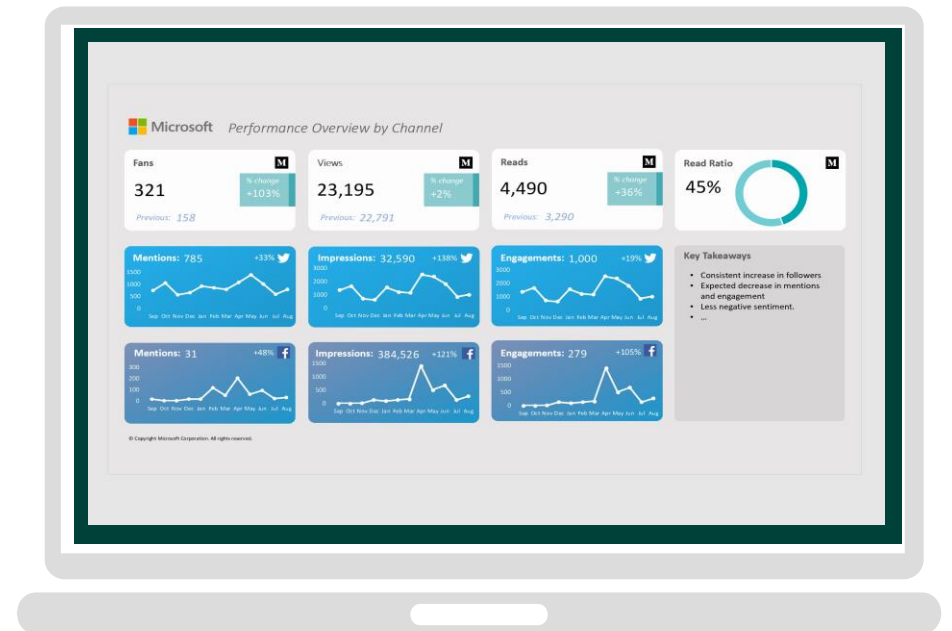 Microsoft Performance Overview by Channel
Fans M
% change
321 +103%
Previous: 158
Views M
% change
23,195 +2%
Previous: 22,791
Reads M
% change
4,490 +36%
Previous: 3,290
Read Ratio M
45%
Mentions: 785 +33%
1500
1000
500
0
Sep Oct Nov Dec Jan Feb Mar Apr May Jun Jul Aug
Impressions: 32,590 +138%
3000
2000
1000
0
Sep Oct Nov Dec Jan Feb Mar Apr May Jun Jul Aug
Engagements: 1,000 +19%
3000
2000
1000
0
Sep Oct Nov Dec Jan Feb Mar Apr May Jun Jul Aug
Key Takeaways
• Consistent increase in followers
• Expected decrease in mentions
and engagement
• Less negative sentiment.
• ...
Mentions: 31 +48% f
300
200
100
0
Sep Oct Nov Dec Jan Feb Mar Apr May Jun Jul Aug
Impressions: 384,526 +121% f
1500
1000
500
0
Sep Oct Nov Dec Jan Feb Mar Apr May Jun Jul Aug
Engagements: 279 +105% f
1500
1000
500
0
Sep Oct Nov Dec Jan Feb Mar Apr May Jun Jul Aug
© Copyright Microsoft Corporation. All rights reserved.